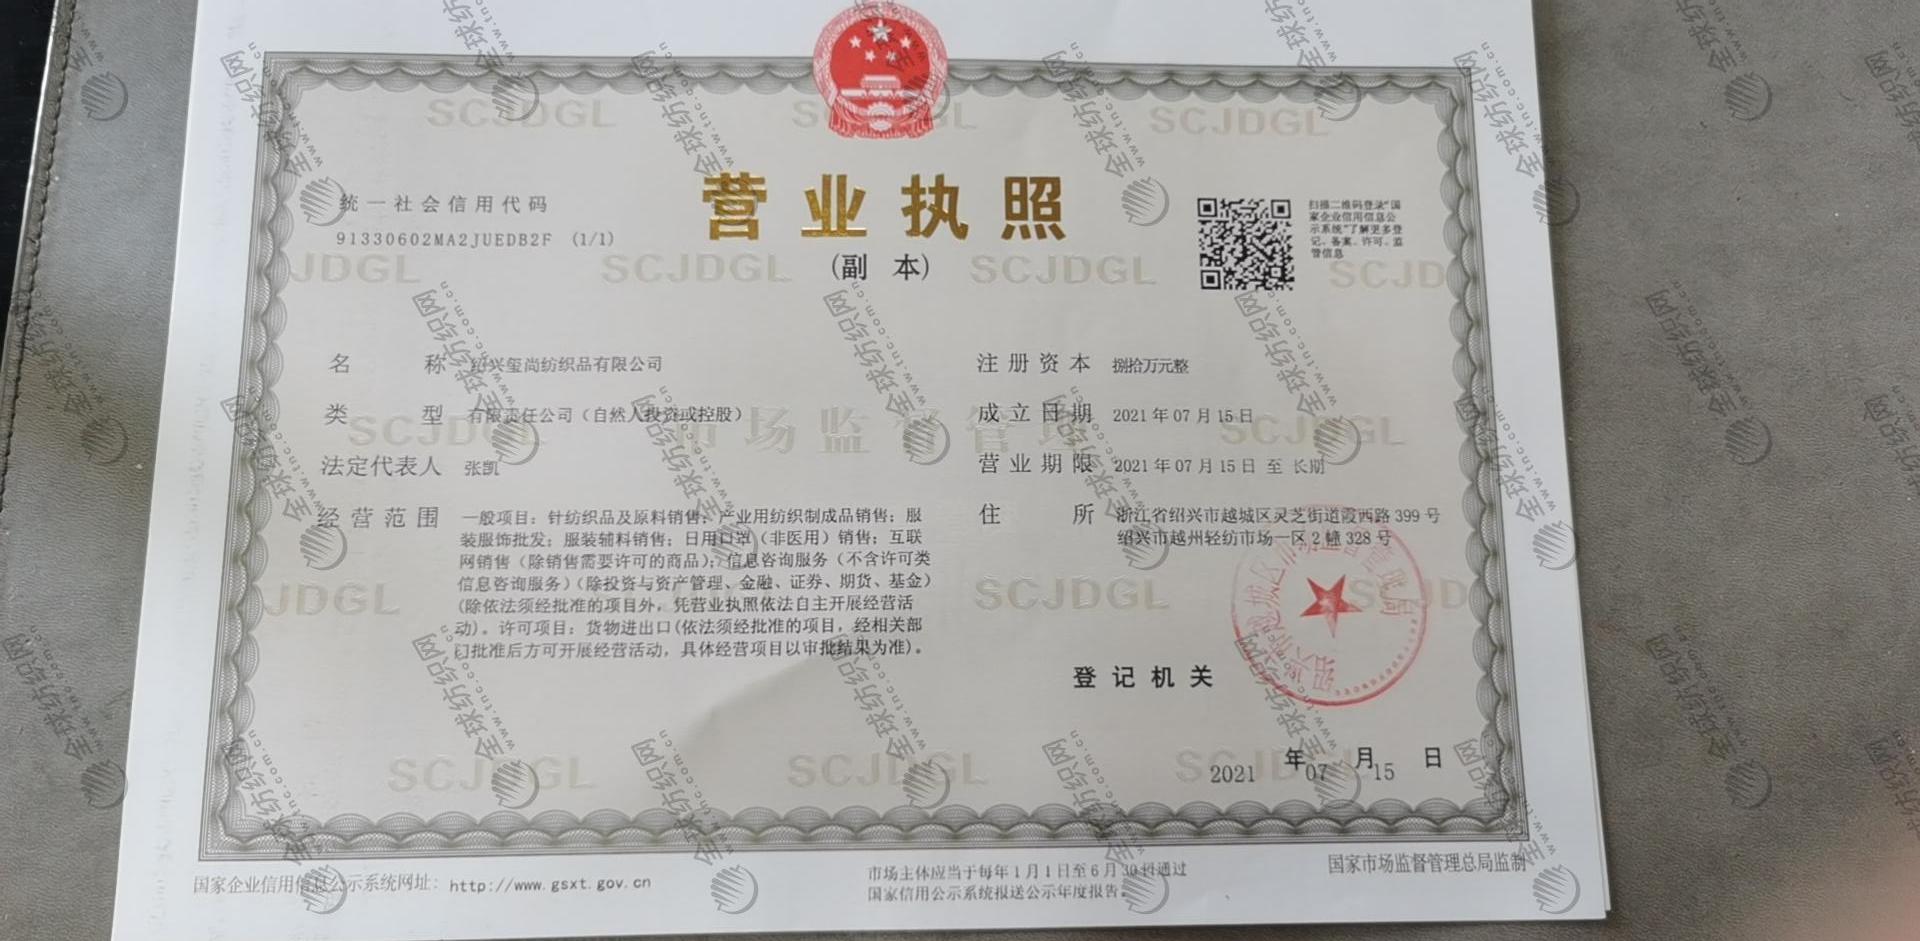 营业执照
(副 本)
统一社会信用代码
91330602MA2JUEDB2F (1/1)
扫描二维码登录“国
家企业信用信息公
示系统”了解更多登
记、备案、许可、监
管信息
名 称 绍兴玺尚纺织品有限公司
类 型 有限责任公司（自然人投资或控股）
法定代表人 张凯
经营范围 一般项目：针纺织品及原料销售；产业用纺织制成品销售；服
装服饰批发；服装辅料销售；日用口罩（非医用）销售；互联
网销售（除销售需要许可的商品）；信息咨询服务（不含许可类
信息咨询服务）（除投资与资产管理、金融、证券、期货、基金）
(除依法须经批准的项目外，凭营业执照依法自主开展经营活
动)。许可项目：货物进出口(依法须经批准的项目，经相关部
门批准后方可开展经营活动，具体经营项目以审批结果为准)。
注册资本 捌拾万元整
成立日期 2021年07月15日
营业期限 2021年07月15日 至 长期
住 所 浙江省绍兴市越城区灵芝街道霞西路399号
绍兴市越州轻纺市场一区2幢328号
登记机关
2021 年 07 月 15 日
国家企业信用信息公示系统网址：http://www.gsxt.gov.cn
市场主体应当于每年1月1日至6月30日通过
国家信用公示系统报送公示年度报告。
国家市场监督管理总局监制
SCJDGL
全球纺织网
www.tnc.com.cn